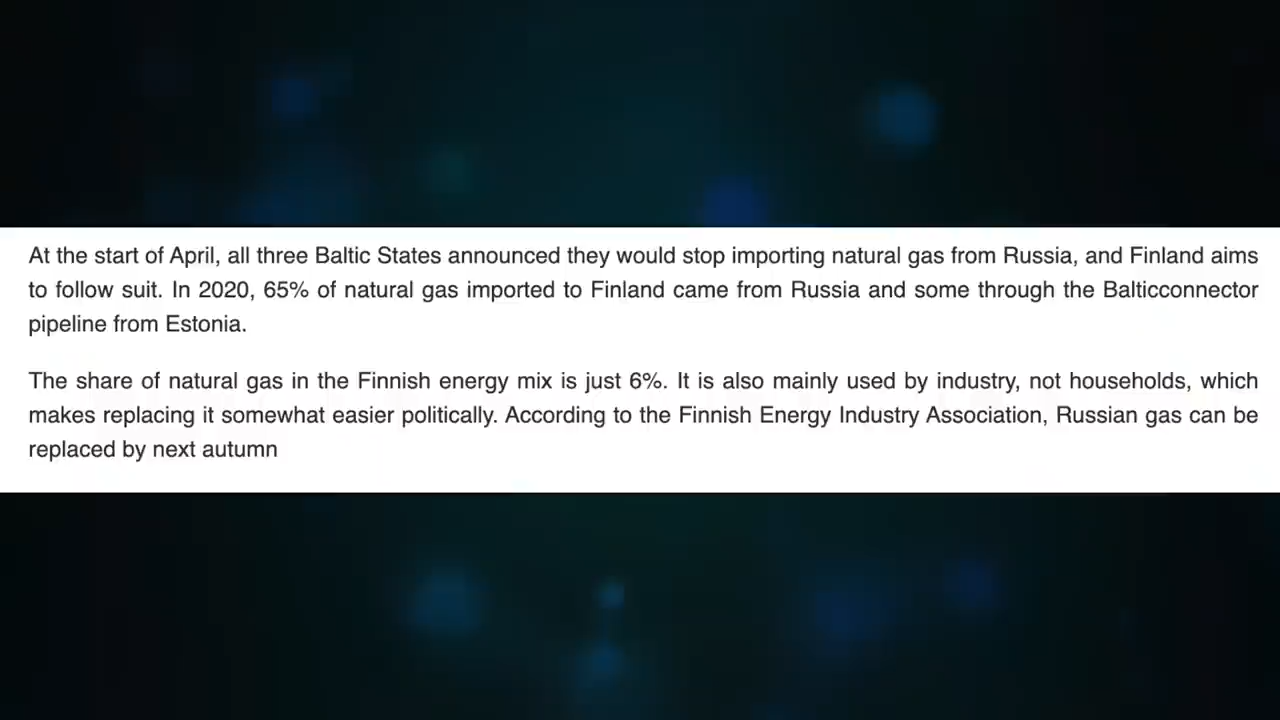 At the start of April, all three Baltic States announced they would stop importing natural gas from Russia, and Finland aims
to follow suit. In 2020, 65% of natural gas imported to Finland came from Russia and some through the Balticconnector
pipeline from Estonia.
The share of natural gas in the Finnish energy mix is just 6%. It is also mainly used by industry, not households, which
makes replacing it somewhat easier politically. According to the Finnish Energy Industry Association, Russian gas can be
replaced by next autumn